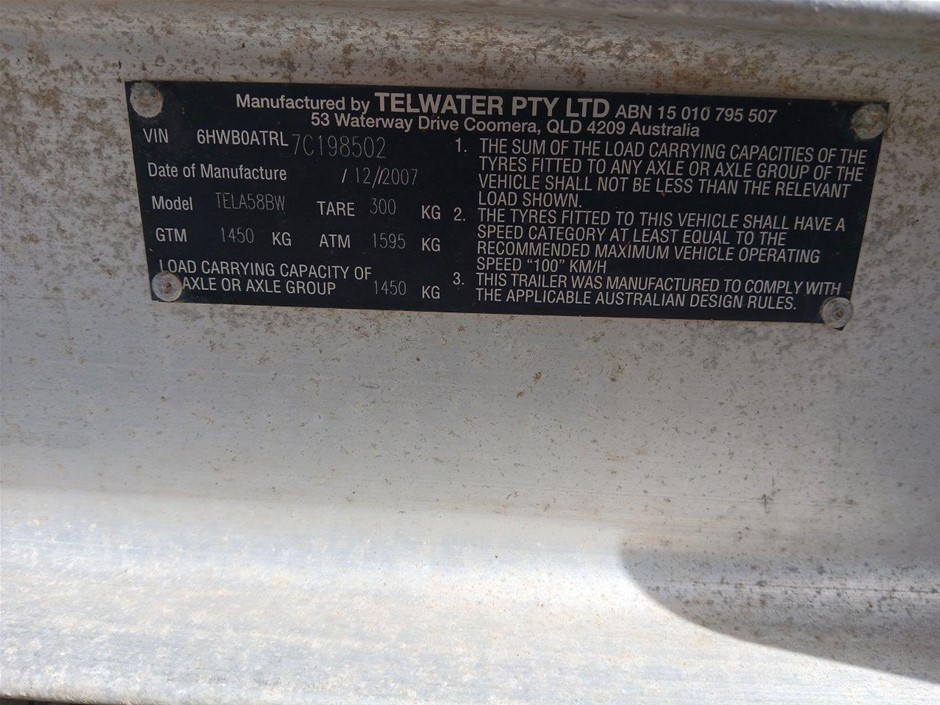 Manufactured by TELWATER PTY LTD ABN 15 010 795 507
53 Waterway Drive Coomera, QLD 4209 Australia
VIN 6HWB0ATRL7C198502
Date of Manufacture / 12 / 2007
Model TELA58BW TARE 300 KG
GTM 1450 KG ATM 1595 KG
LOAD CARRYING CAPACITY OF
AXLE OR AXLE GROUP 1450 KG
1. THE SUM OF THE LOAD CARRYING CAPACITIES OF THE
TYRES FITTED TO ANY AXLE OR AXLE GROUP OF THE
VEHICLE SHALL NOT BE LESS THAN THE RELEVANT
LOAD SHOWN.
2. THE TYRES FITTED TO THIS VEHICLE SHALL HAVE A
SPEED CATEGORY AT LEAST EQUAL TO THE
RECOMMENDED MAXIMUM VEHICLE OPERATING
SPEED "100" KM/H
3. THIS TRAILER WAS MANUFACTURED TO COMPLY WITH
THE APPLICABLE AUSTRALIAN DESIGN RULES.